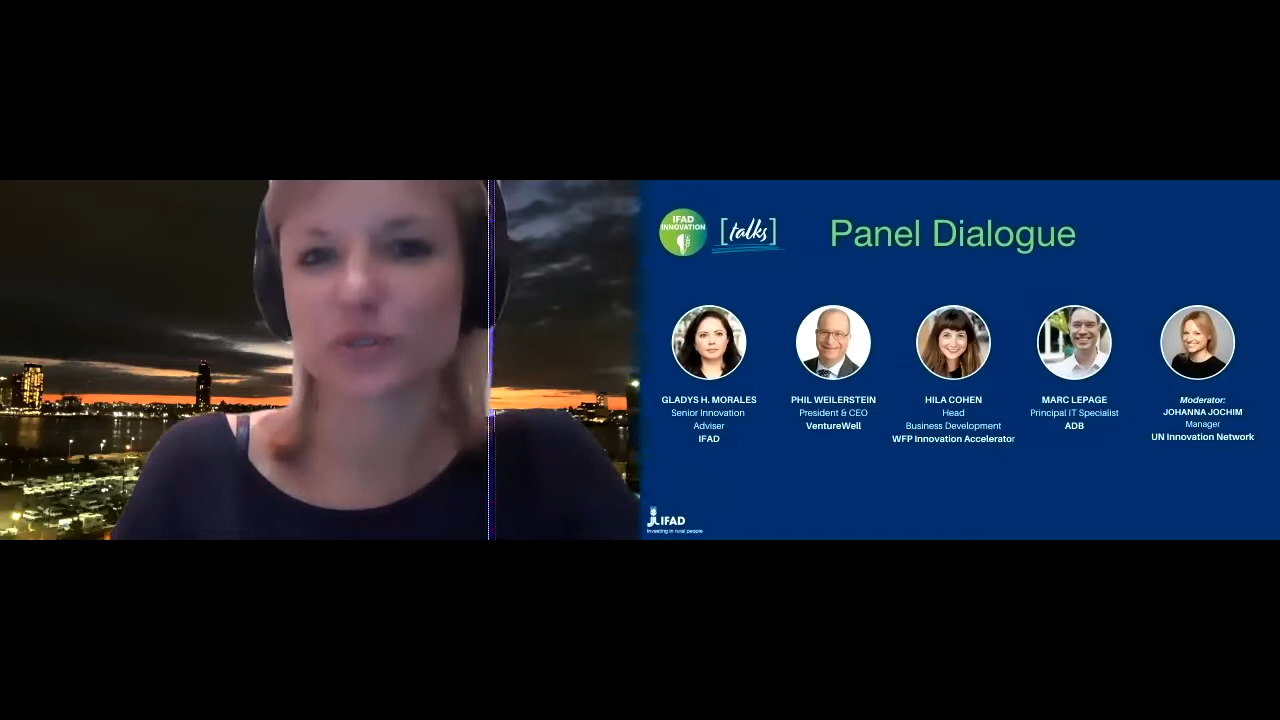 IFAD
INNOVATION
[talks]
Panel Dialogue
GLADYS H. MORALES
Senior Innovation
Adviser
IFAD
PHIL WEILERSTEIN
President & CEO
VentureWell
HILA COHEN
Head
Business Development
WFP Innovation Accelerator
MARC LEPAGE
Principal IT Specialist
ADB
Moderator:
JOHANNA JOCHIM
Manager
UN Innovation Network
IFAD
Investing in rural people